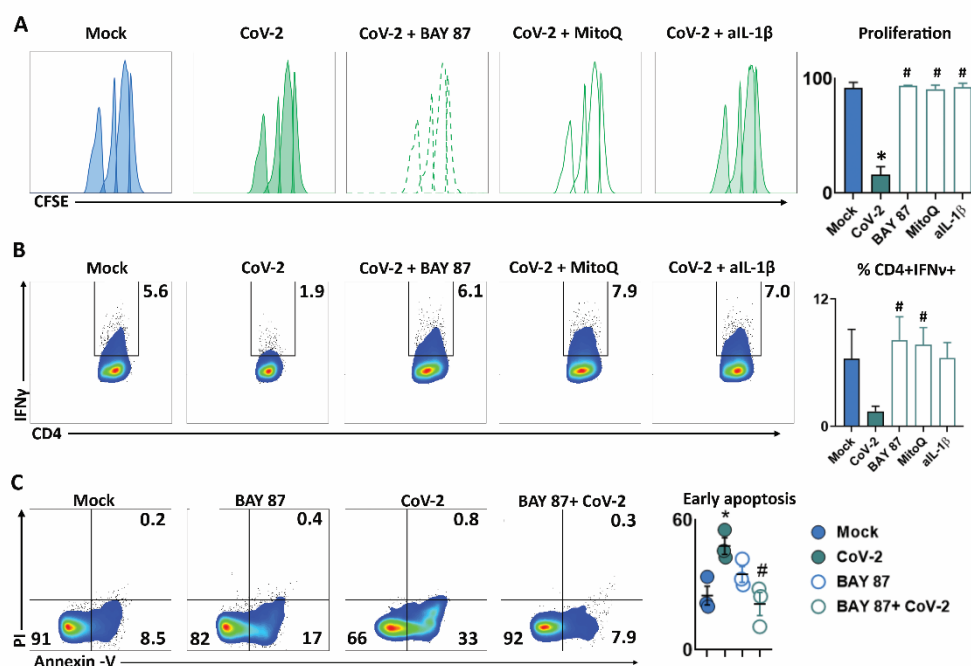 A
Mock CoV-2 CoV-2 + BAY 87 CoV-2 + MitoQ CoV-2 + aIL-1β Proliferation
100
# # #
*
0
CFSE
Mock CoV-2 BAY 87 MitoQ aIL-1β
B
Mock CoV-2 CoV-2 + BAY 87 CoV-2 + MitoQ CoV-2 + aIL-1β % CD4+IFNν+
5.6 1.9 6.1 7.9 7.0
12
# #
0
IFNγ
CD4
Mock CoV-2 BAY 87 MitoQ aIL-1β
C
Mock BAY 87 CoV-2 BAY 87+ CoV-2 Early apoptosis
0.2 0.4 0.8 0.3
60
*
#
0
Mock
CoV-2
BAY 87
BAY 87+ CoV-2
PI
91 8.5 82 17 66 33 92 7.9
Annexin -V